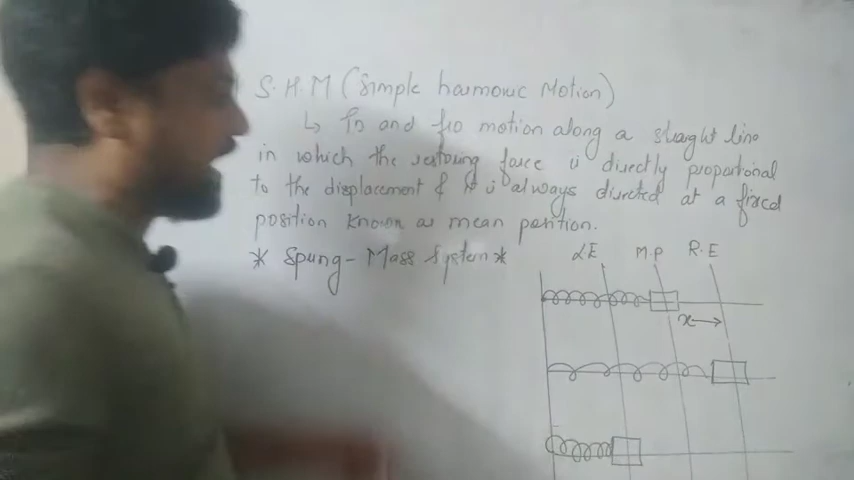 S.H.M (Simple harmonic Motion)
↳ To and fro motion along a straight line
in which the restoring force is directly proportional
to the displacement & it is always directed at a fixed
position known as mean position.
* Spring - Mass System *
L.E M.P R.E
x→